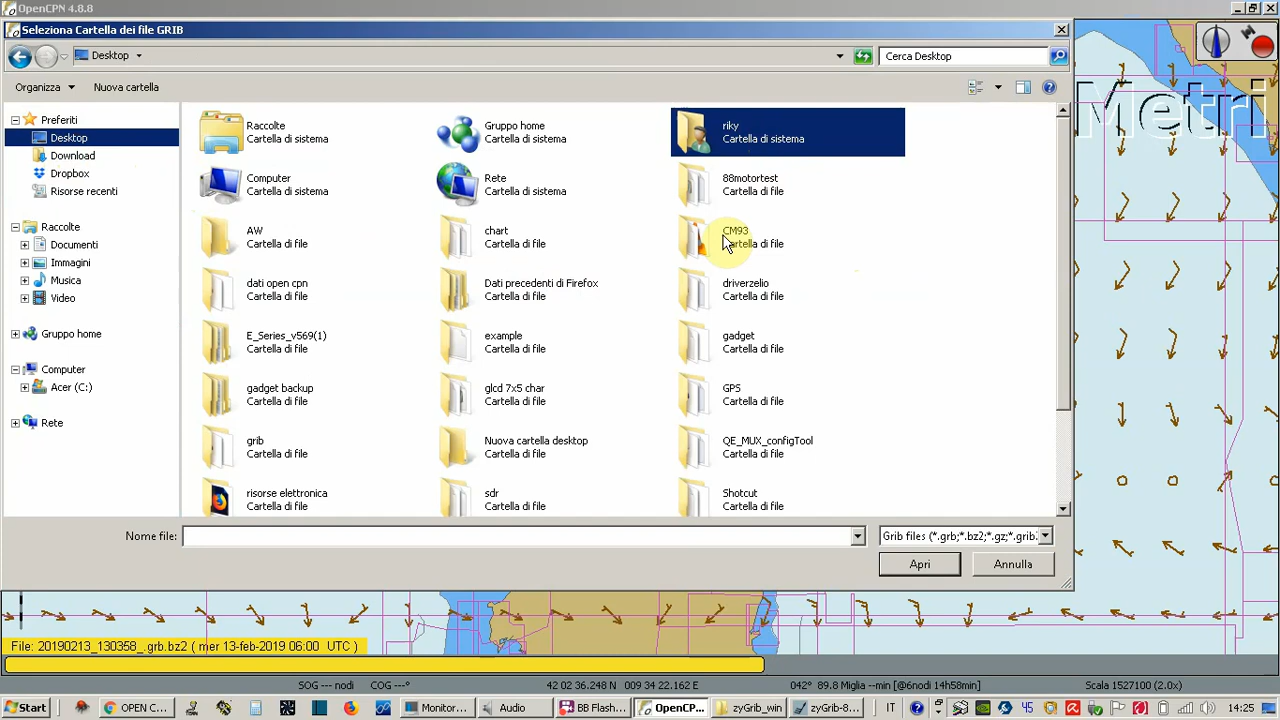 OpenCPN 4.8.8
Seleziona Cartella dei file GRIB
Desktop
Cerca Desktop
Organizza
Nuova cartella
Preferiti
Desktop
Download
Dropbox
Risorse recenti
Raccolte
Documenti
Immagini
Musica
Video
Gruppo home
Computer
Acer (C:)
Rete
Raccolte
Cartella di sistema
Gruppo home
Cartella di sistema
riky
Cartella di sistema
Computer
Cartella di sistema
Rete
Cartella di sistema
88motortest
Cartella di file
AW
Cartella di file
chart
Cartella di file
CM93
Cartella di file
dati open cpn
Cartella di file
Dati precedenti di Firefox
Cartella di file
driverzelio
Cartella di file
E_Series_v569(1)
Cartella di file
example
Cartella di file
gadget
Cartella di file
gadget backup
Cartella di file
glcd 7x5 char
Cartella di file
GPS
Cartella di file
grib
Cartella di file
Nuova cartella desktop
Cartella di file
QE_MUX_configTool
Cartella di file
risorse elettronica
Cartella di file
sdr
Cartella di file
Shotcut
Cartella di file
Nome file:
Grib files (*.grb;*.bz2;*.gz;*.grib.
Apri
Annulla
Metri
File: 20190213_130358_.grb.bz2 ( mer 13-feb-2019 06:00 UTC )
SOG --- nodi
COG ---°
42 02 36.248 N 009 34 22.162 E
042° 89.8 Miglia --min [@6nodi 14h58min]
Scala 1527100 (2.0x)
Start
OPEN C...
Monitor...
Audio
8B Flash...
OpenCP...
zyGrib_win
zyGrib-8...
IT
14:25